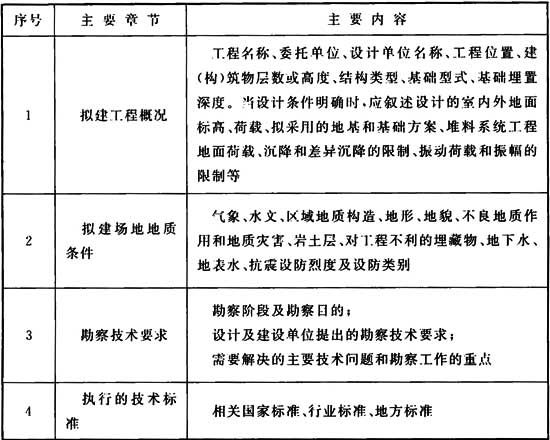 序号 主要章节 主要内容
1 拟建工程概况
工程名称、委托单位、设计单位名称、工程位置、建
(构)筑物层数或高度、结构类型、基础型式、基础埋置
深度。当设计条件明确时,应叙述设计的室内外地面
标高、荷载、拟采用的地基和基础方案、堆料系统工程
地面荷载、沉降和差异沉降的限制、振动荷载和振幅的
限制等
2 拟建场地地质
条件
气象、水文、区域地质构造、地形、地貌、不良地质作
用和地质灾害、岩土层、对工程不利的埋藏物、地下水、
地表水、抗震设防烈度及设防类别
3 勘察技术要求
勘察阶段及勘察目的;
设计及建设单位提出的勘察技术要求;
需要解决的主要技术问题和勘察工作的重点
4 执行的技术标
准
相关国家标准、行业标准、地方标准